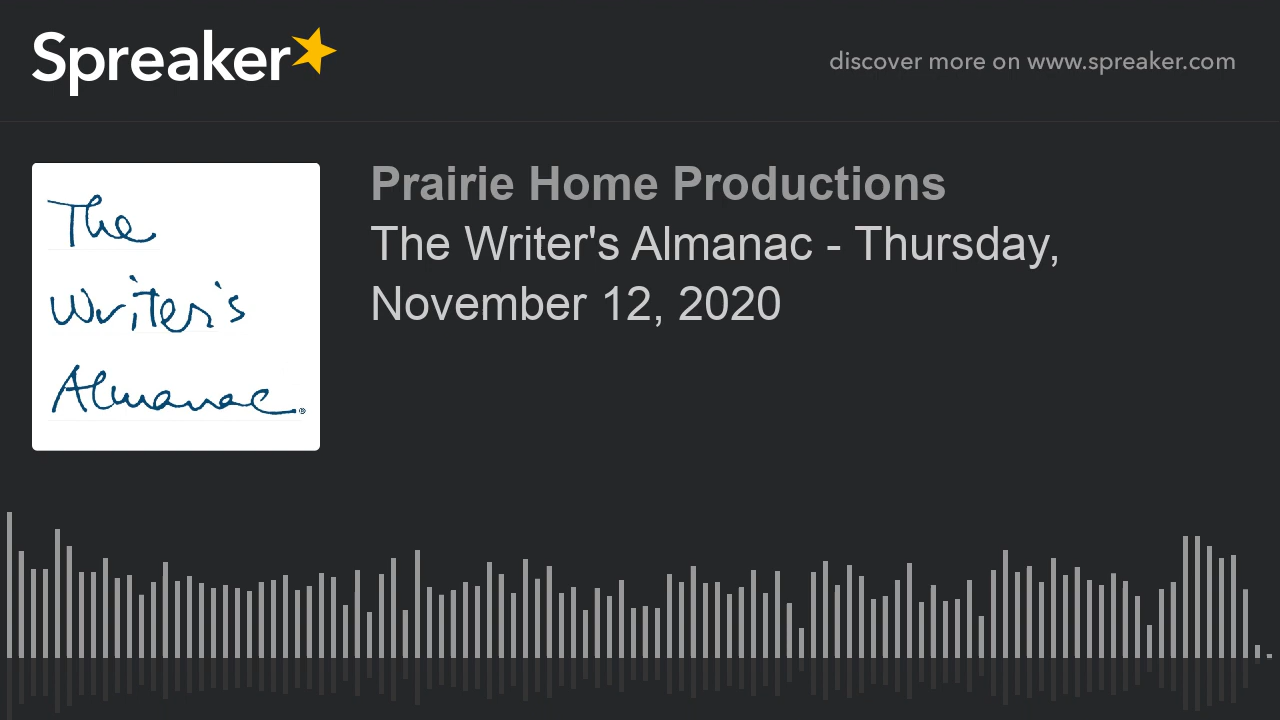 Spreaker
discover more on www.spreaker.com
The
Writer's
Almanac.®
Prairie Home Productions
The Writer's Almanac - Thursday,
November 12, 2020